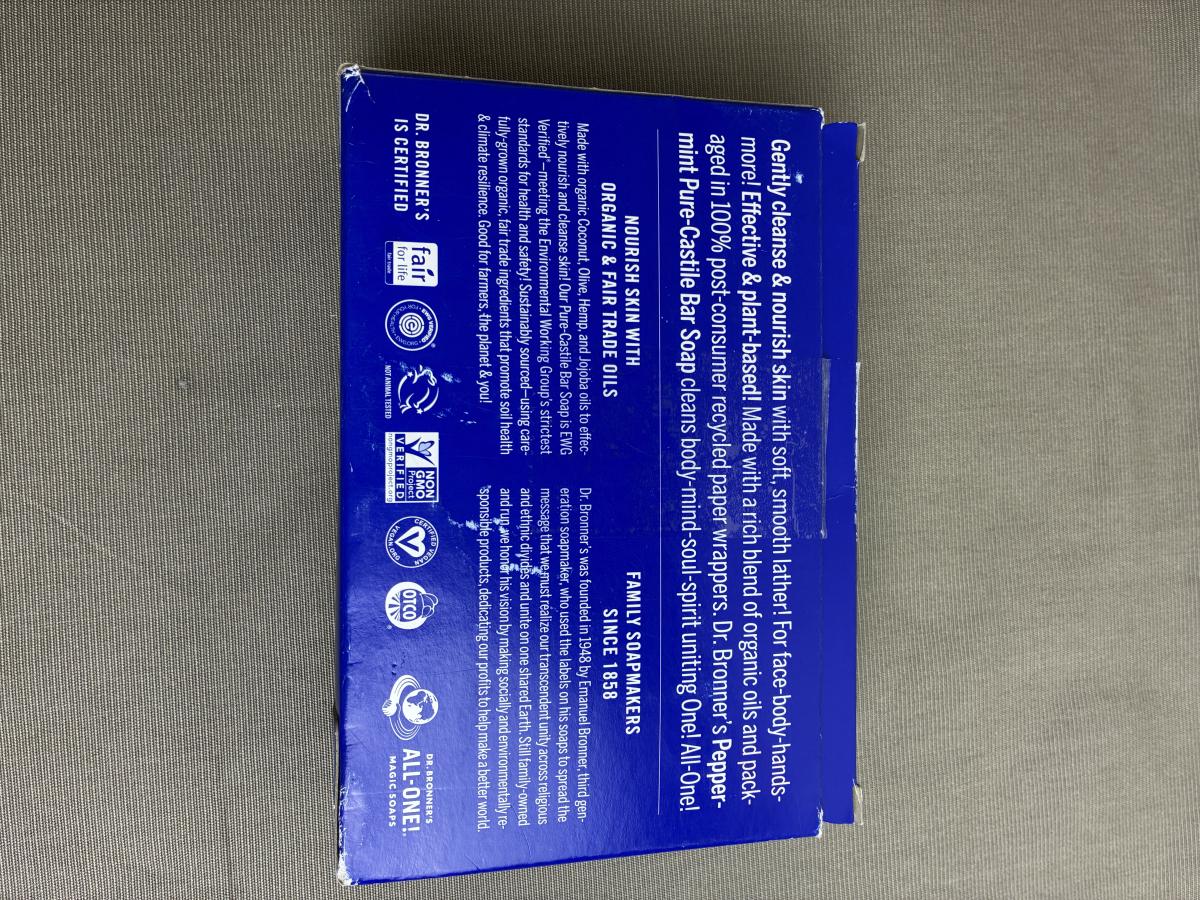 Gently cleanse & nourish skin with soft, smooth lather! For face-body-hands-
more! Effective & plant-based! Made with a rich blend of organic oils and pack-
aged in 100% post-consumer recycled paper wrappers. Dr. Bronner's Pepper-
mint Pure-Castile Bar Soap cleans body-mind-soul-spirit uniting One! All-One!
NOURISH SKIN WITH
ORGANIC & FAIR TRADE OILS
Made with organic Coconut, Olive, Hemp, and Jojoba oils to effec-
tively nourish and cleanse skin! Our Pure-Castile Bar Soap is EWG
Verified®—meeting the Environmental Working Group's strictest
standards for health and safety! Sustainably sourced—using care-
fully-grown organic, fair trade ingredients that promote soil health
& climate resilience. Good for farmers, the planet & you!
FAMILY SOAPMAKERS
SINCE 1858
Dr. Bronner's was founded in 1948 by Emanuel Bronner, third gen-
eration soapmaker, who used the labels on his soaps to spread the
message that we must realize our transcendent unity across religious
and ethnic divides and unite on one shared Earth. Still family-owned
and run, we honor his vision by making socially and environmentally re-
sponsible products, dedicating our profits to help make a better world.
DR. BRONNER'S
IS CERTIFIED
fair
for life
fair trade
NOT ANIMAL TESTED
NON
GMO
Project
VERIFIED
nongmoproject.org
CERTIFIED VEGAN
VEGAN.ORG
OTCO
®
DR. BRONNER'S
ALL-ONE!
MAGIC SOAPS